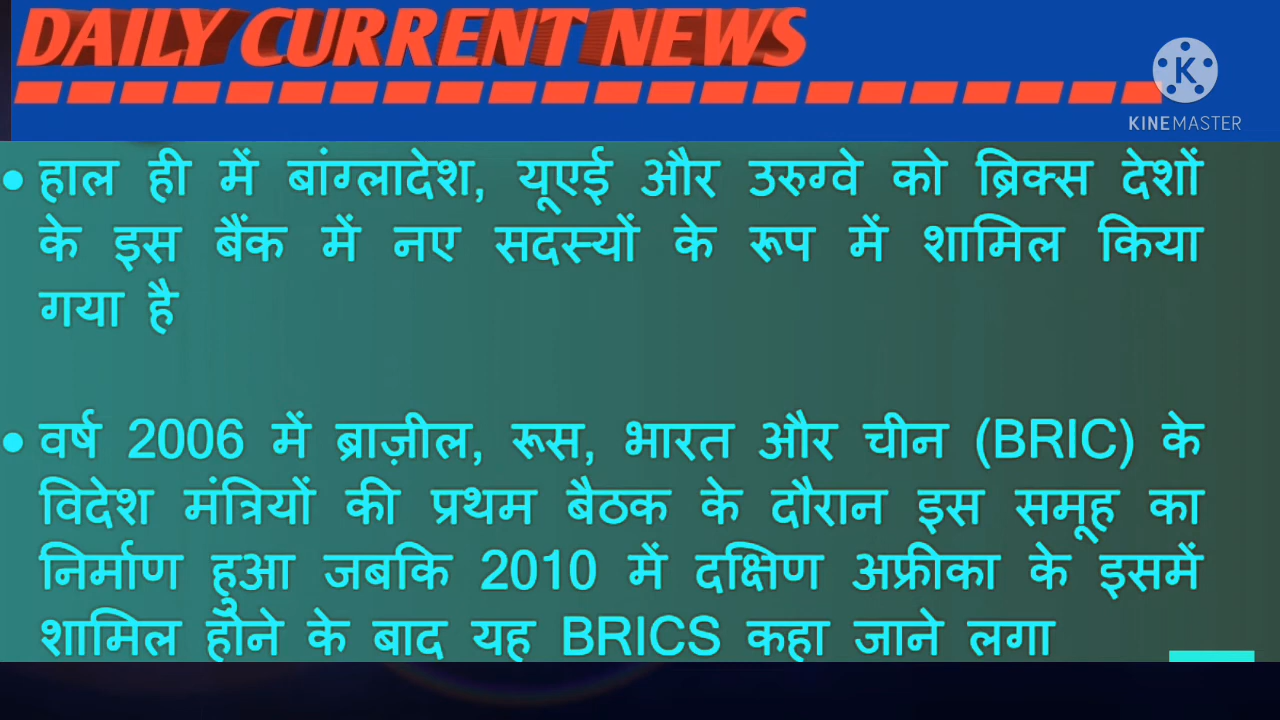 DAILY CURRENT NEWS
KINEMASTER
• हाल ही में बांग्लादेश, यूएई और उरुग्वे को ब्रिक्स देशों
के इस बैंक में नए सदस्यों के रूप में शामिल किया
गया है
• वर्ष 2006 में ब्राज़ील, रूस, भारत और चीन (BRIC) के
विदेश मंत्रियों की प्रथम बैठक के दौरान इस समूह का
निर्माण हुआ जबकि 2010 में दक्षिण अफ्रीका के इसमें
शामिल होने के बाद यह BRICS कहा जाने लगा